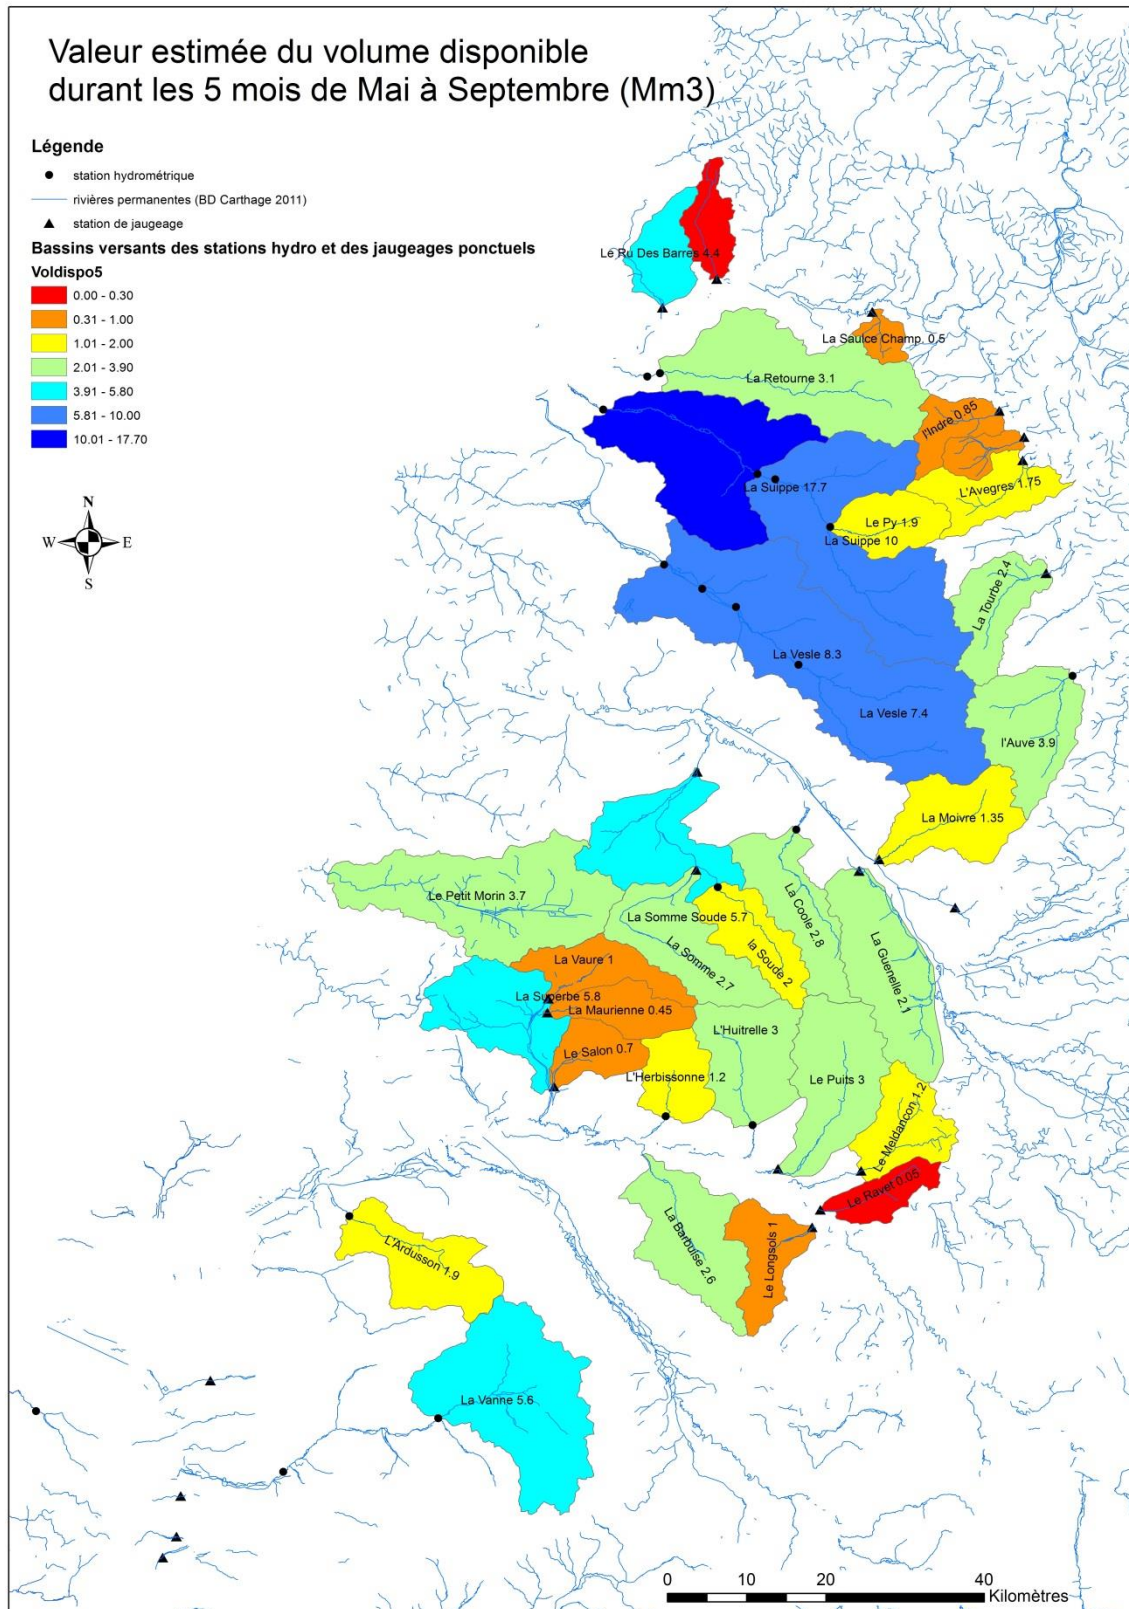 Valeur estimée du volume disponible
durant les 5 mois de Mai à Septembre (Mm3)
Légende
station hydrométrique
rivières permanentes (BD Carthage 2011)
station de jaugeage
Bassins versants des stations hydro et des jaugeages ponctuels
Voldispo5
0.00 - 0.30
0.31 - 1.00
1.01 - 2.00
2.01 - 3.90
3.91 - 5.80
5.81 - 10.00
10.01 - 17.70
N
W
E
S
Le Ru Des Barres 4.4
La Saulce Champ. 0.5
La Retourne 3.1
l'Indre 0.85
L'Avegres 1.75
La Suippe 17.7
Le Py 1.9
La Suippe 10
La Tourbe 2.4
La Vesle 8.3
La Vesle 7.4
l'Auve 3.9
La Moivre 1.35
Le Petit Morin 3.7
La Somme Soude 5.7
La Coole 2.8
la Soude 2
La Somme 2.7
La Guenelle 2.1
La Vaure 1
La Superbe 5.8
La Maurienne 0.45
Le Salon 0.7
L'Huitrelle 3
L'Herbissonne 1.2
Le Puits 3
Le Meldancon 1.2
Le Ravet 0.05
La Barbuise 2.6
Le Longsols 1
L'Ardusson 1.9
La Vanne 5.6
0 10 20 40
Kilomètres